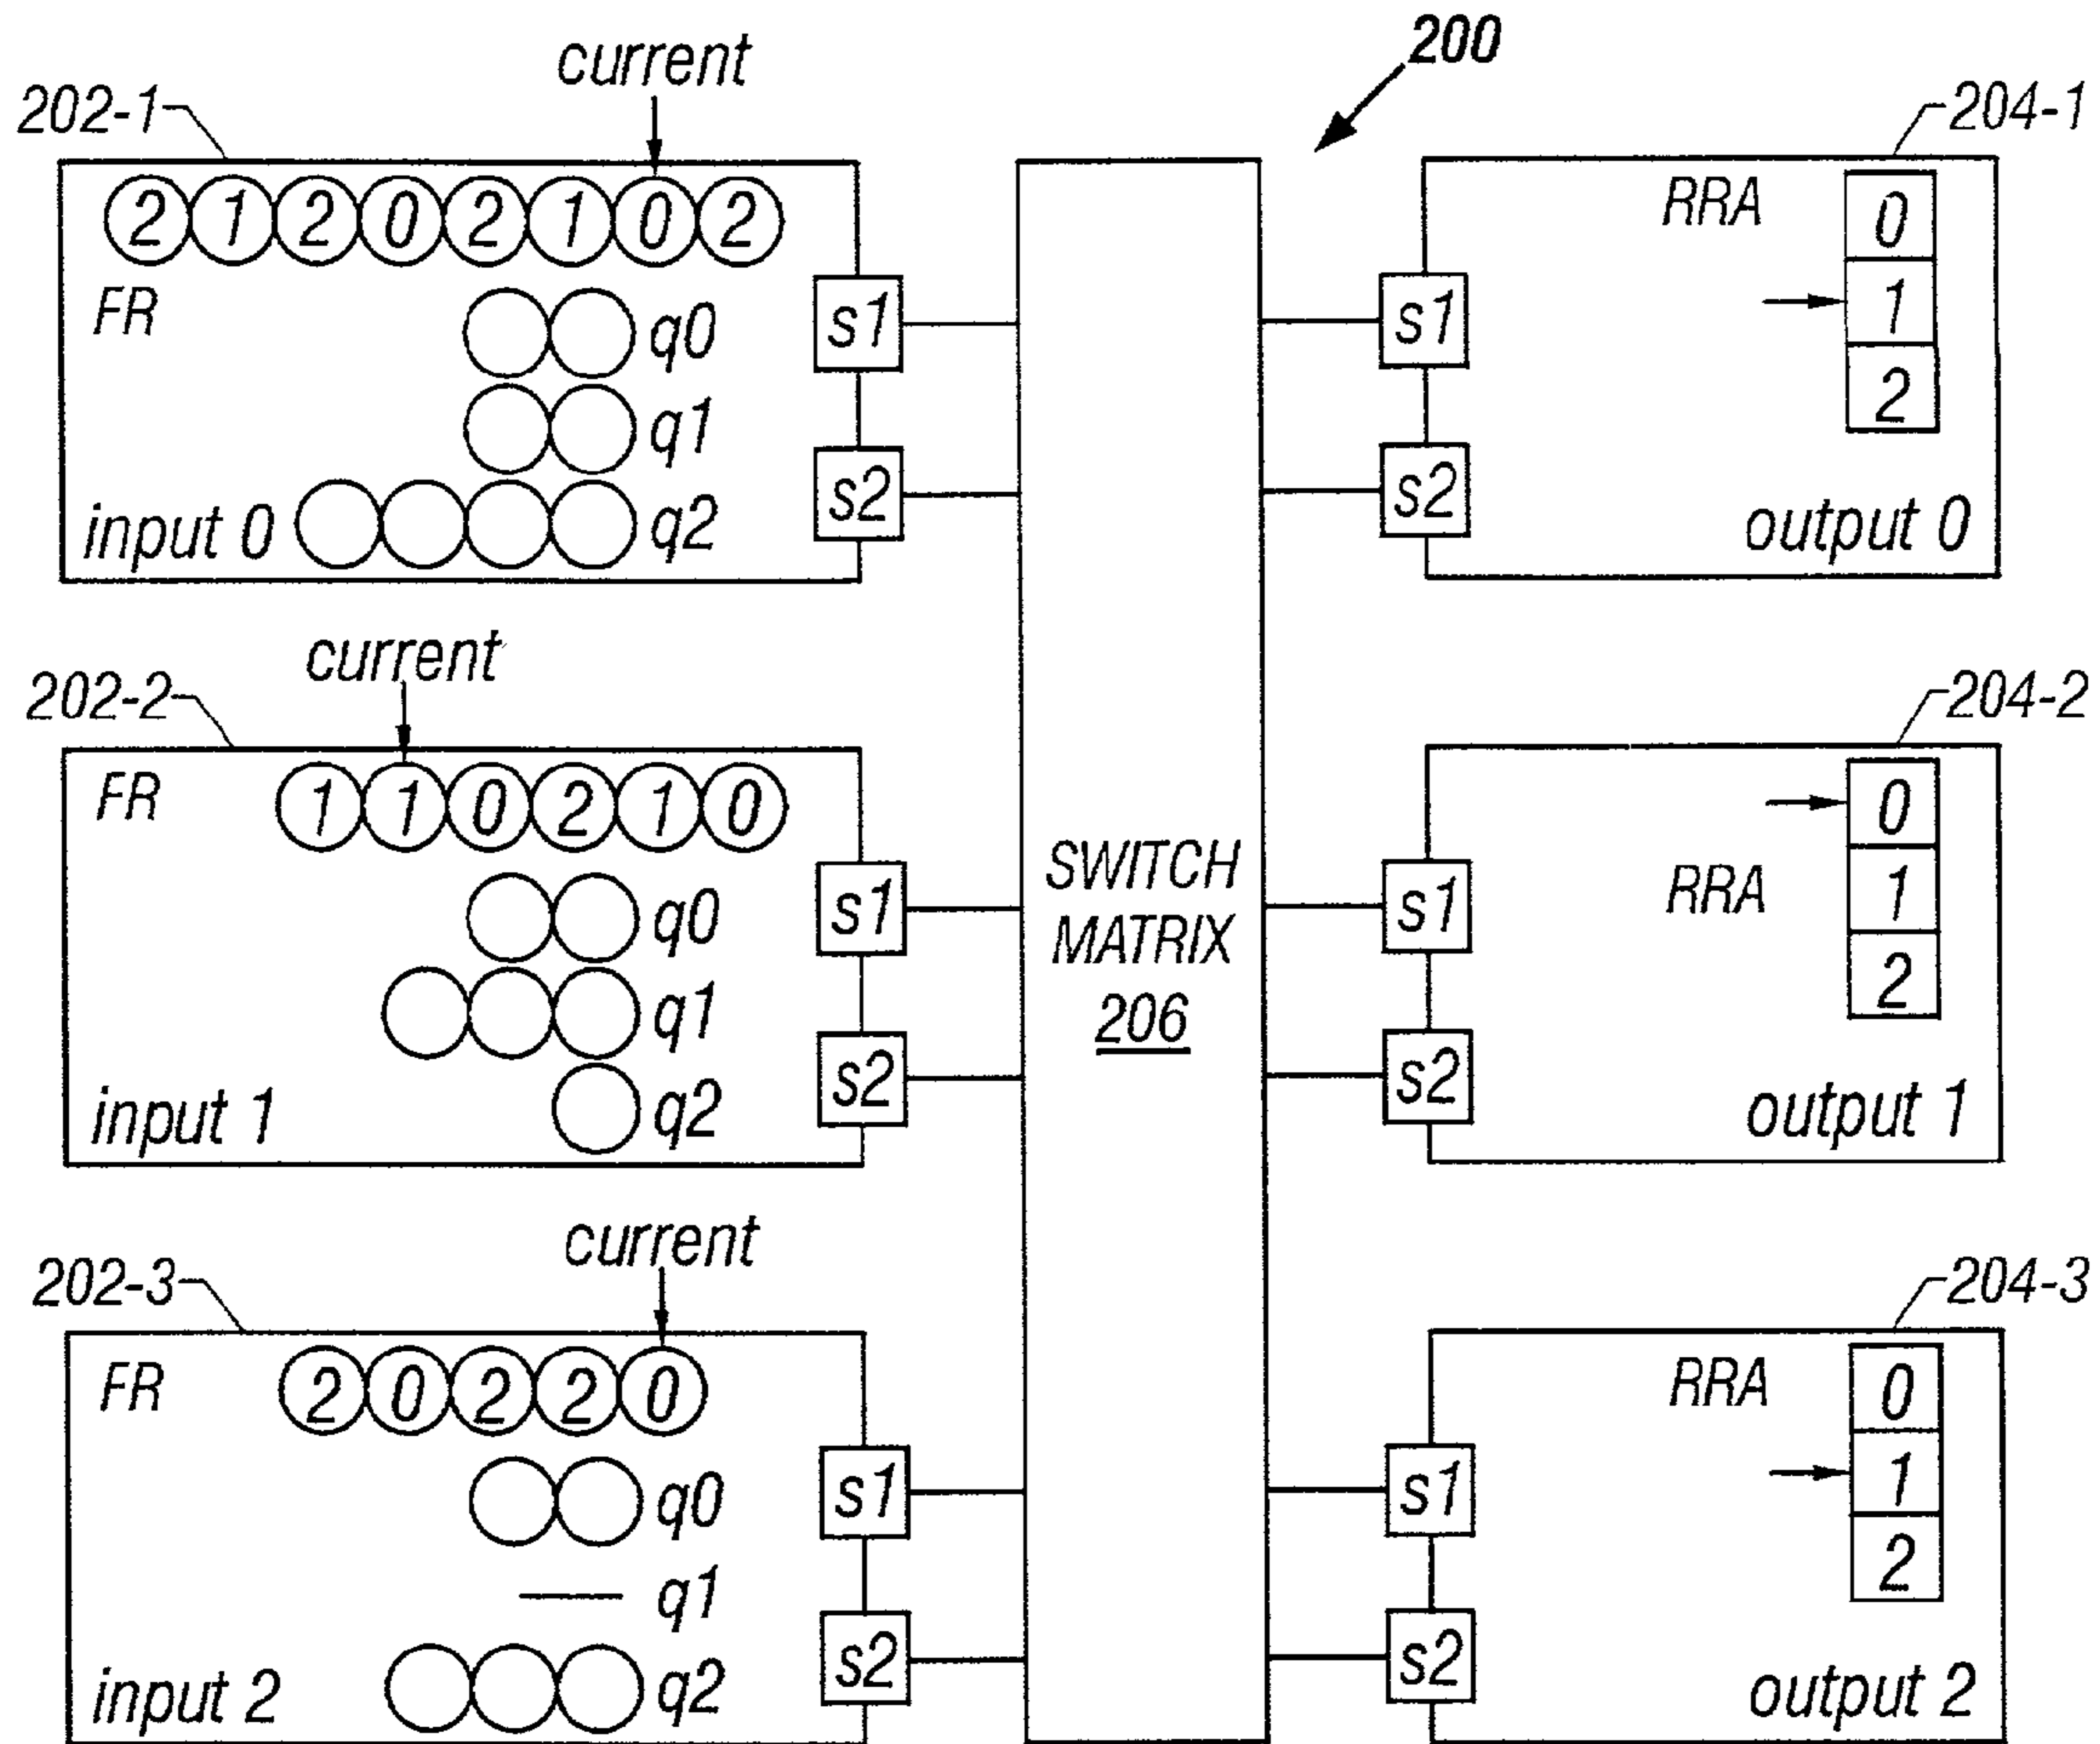 200
current
202-1
2 1 2 0 2 1 0 2
FR
q0
q1
input 0
q2
s1
s2
current
202-2
FR
1 1 0 2 1 0
q0
q1
q2
input 1
s1
s2
current
202-3
FR
2 0 2 2 0
q0
q1
q2
input 2
s1
s2
SWITCH
MATRIX
206
204-1
RRA
0
1
2
s1
s2
output 0
204-2
0
RRA
1
2
s1
s2
output 1
204-3
RRA
0
1
2
s1
s2
output 2